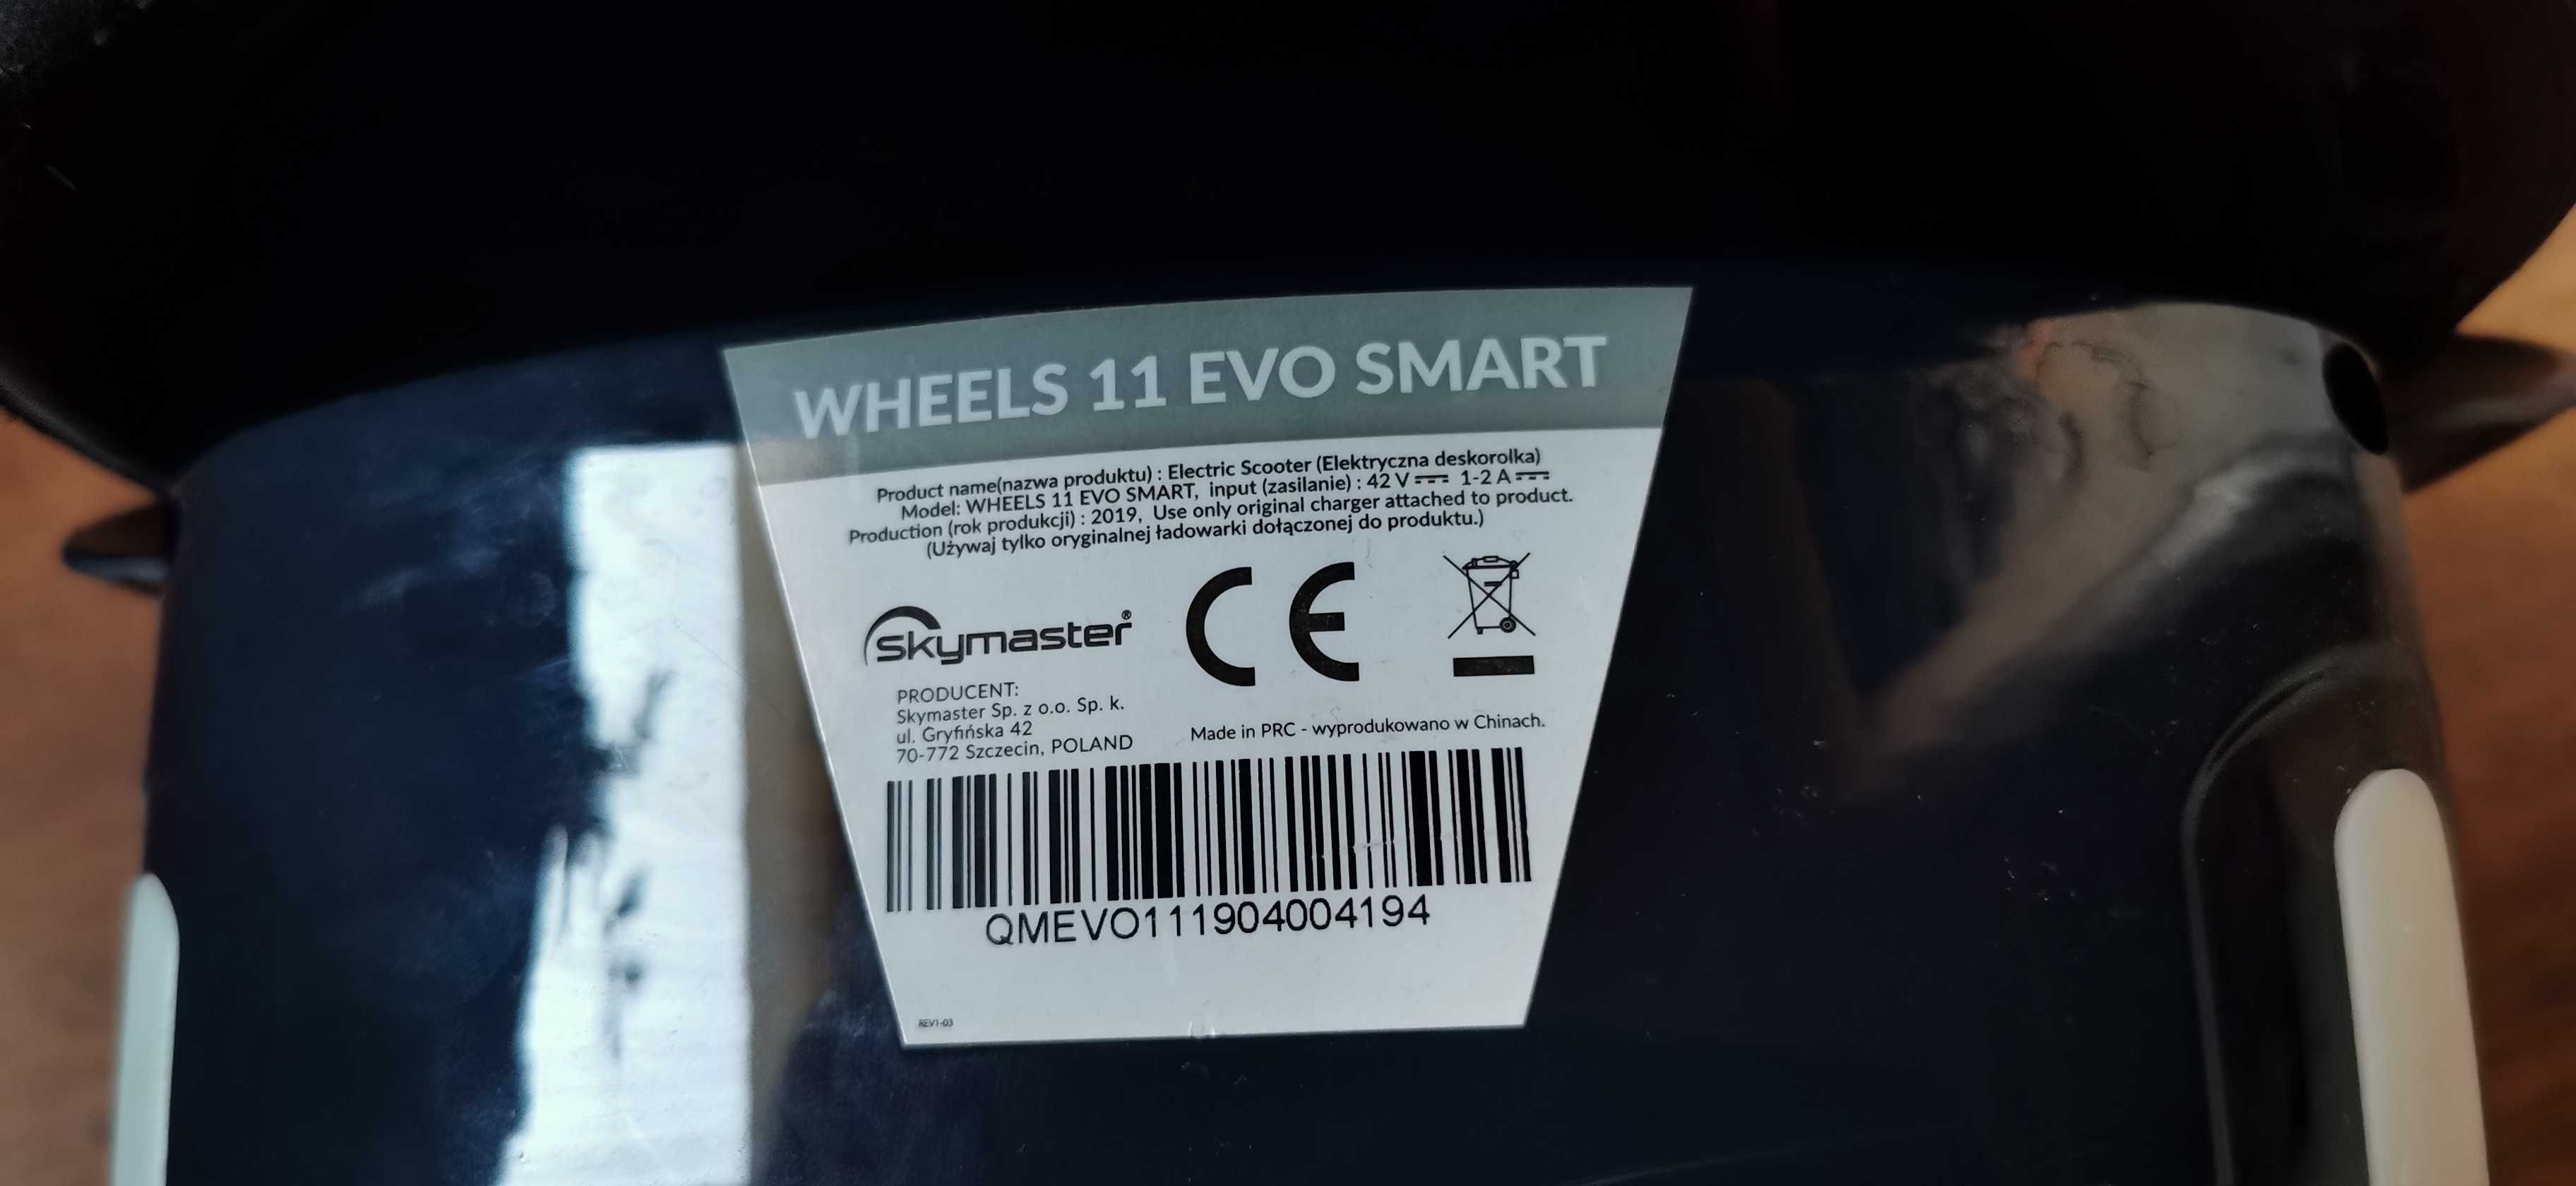 WHEELS 11 EVO SMART
Product name(nazwa produktu) : Electric Scooter (Elektryczna deskorolka)
Model: WHEELS 11 EVO SMART, input (zasilanie) : 42 V 1-2 A
Production (rok produkcji) : 2019, Use only original charger attached to product.
(Używaj tylko oryginalnej ładowarki dołączonej do produktu.)
skymaster®
CE
PRODUCENT:
Skymaster Sp. z o.o. Sp. k.
ul. Gryfińska 42
70-772 Szczecin, POLAND
Made in PRC - wyprodukowano w Chinach.
QMEVO111904004194
REV1-03